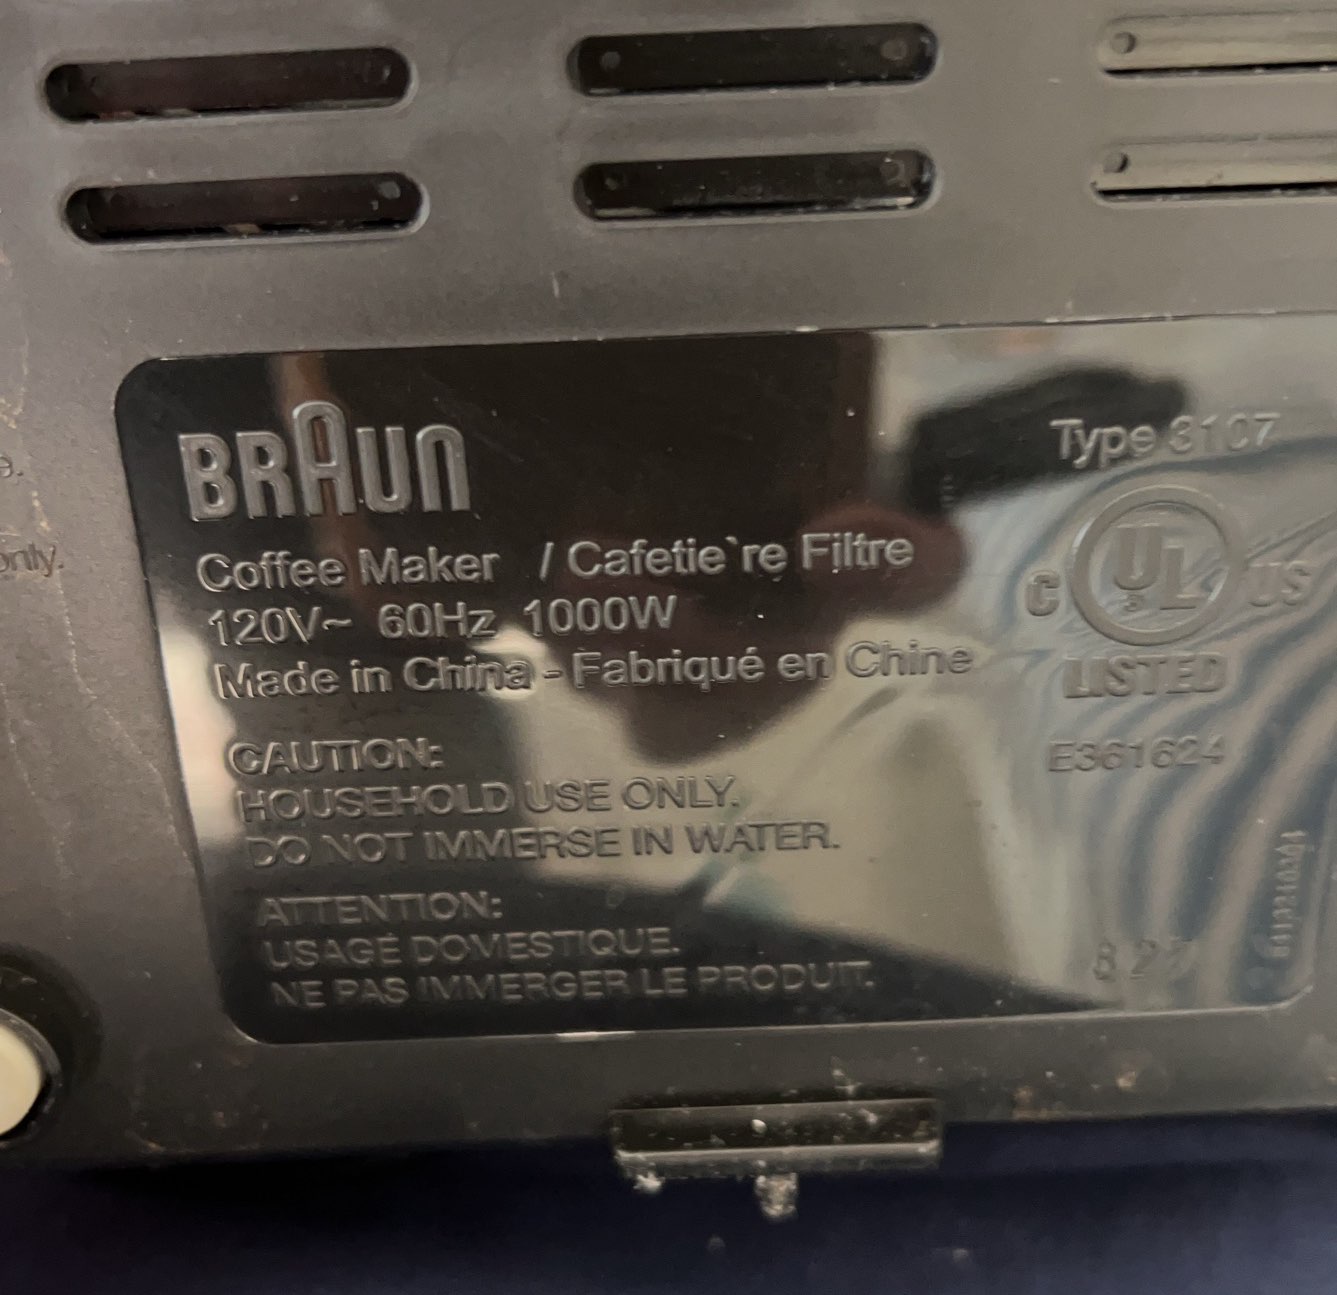 BRAUN
Type 3107
Coffee Maker / Cafetie`re Filtre
120V~ 60Hz 1000W
Made in China - Fabriqué en Chine
C UL US
LISTED
E361624
CAUTION:
HOUSEHOLD USE ONLY.
DO NOT IMMERSE IN WATER.
ATTENTION:
USAGE DOMESTIQUE.
NE PAS IMMERGER LE PRODUIT.
only.